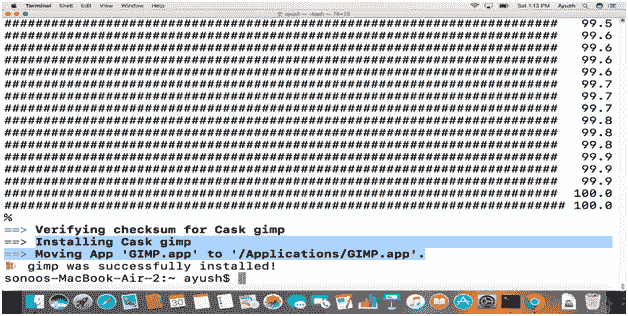 Terminal Shell Edit View Window Help Sat 1:13 PM Ayush
ayush — -bash — 79×23
####################################################################### 99.5
####################################################################### 99.6
####################################################################### 99.6
####################################################################### 99.6
####################################################################### 99.6
####################################################################### 99.7
####################################################################### 99.7
####################################################################### 99.7
####################################################################### 99.8
####################################################################### 99.8
####################################################################### 99.8
####################################################################### 99.9
####################################################################### 99.9
####################################################################### 99.9
####################################################################### 100.0
######################################################################## 100.0
%
==> Verifying checksum for Cask gimp
==> Installing Cask gimp
==> Moving App 'GIMP.app' to '/Applications/GIMP.app'.
gimp was successfully installed!
sonoos-MacBook-Air-2:~ ayush$